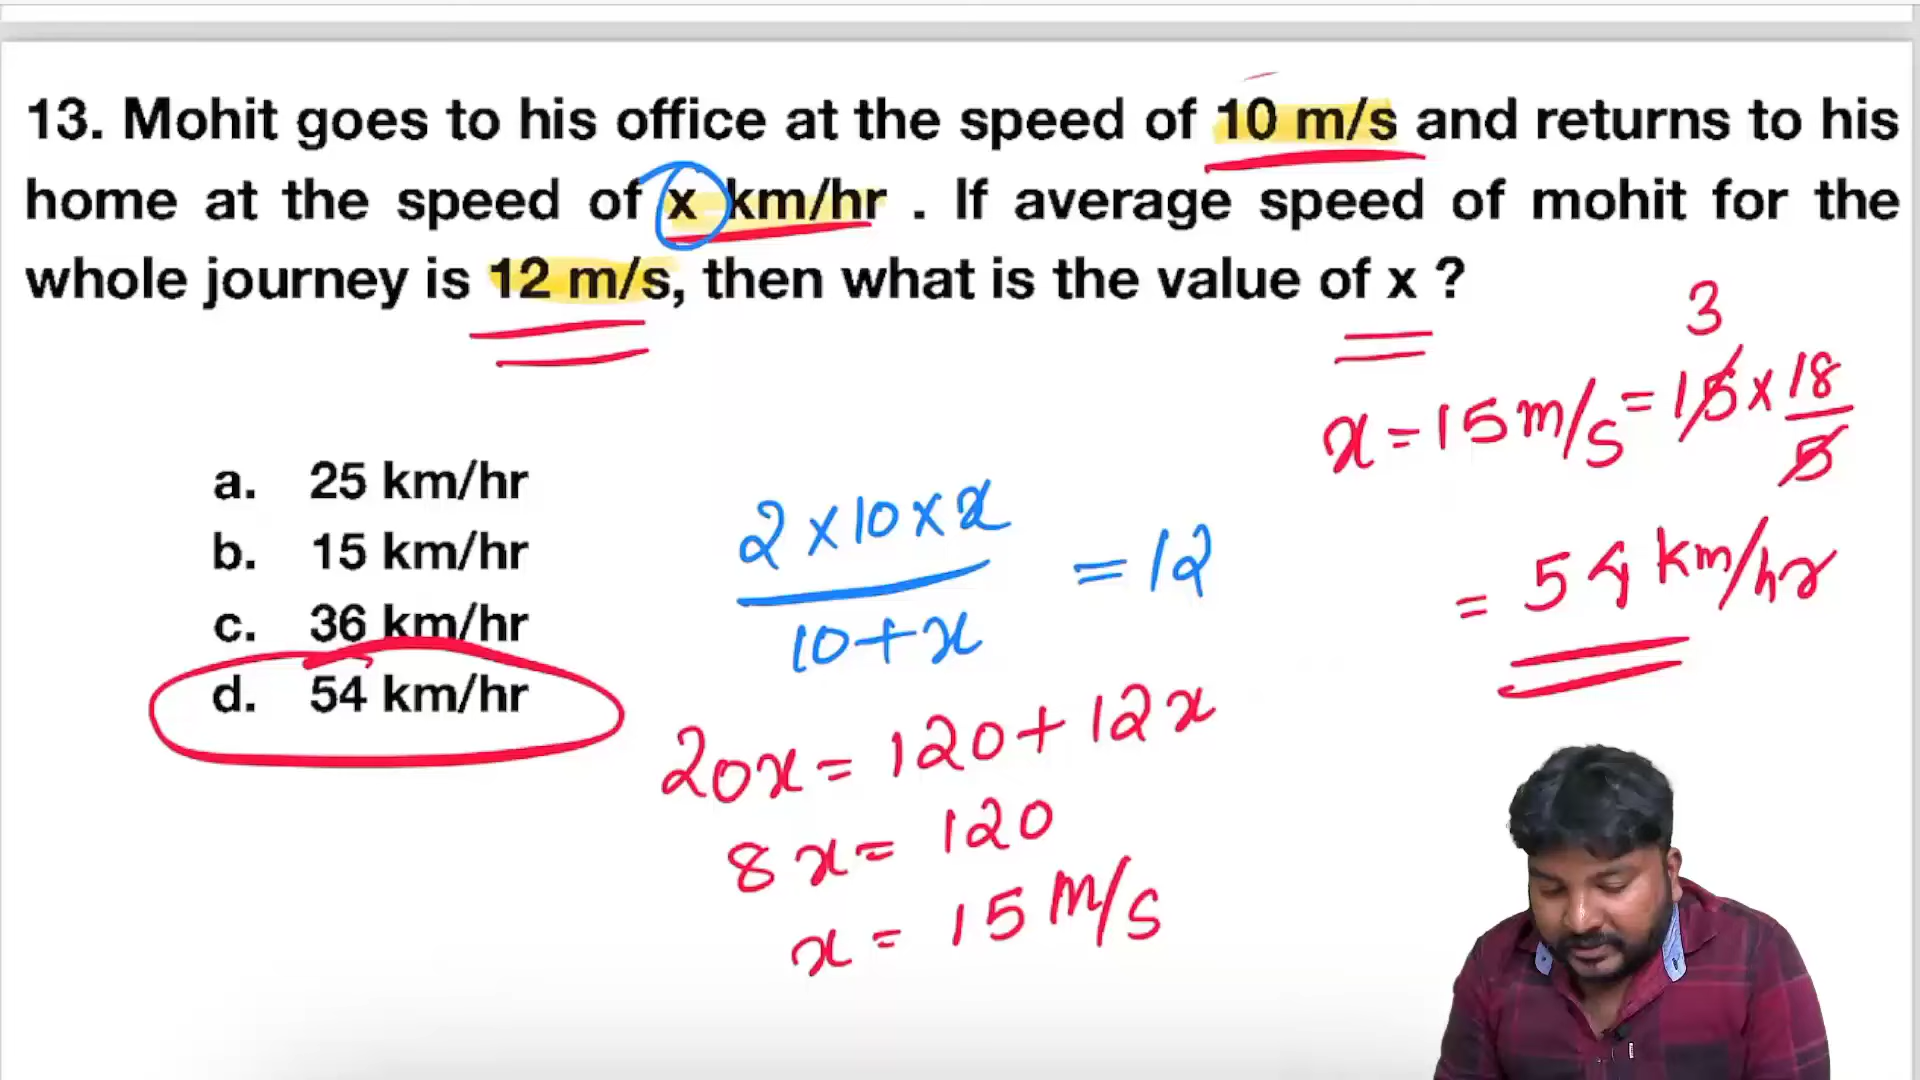 13. Mohit goes to his office at the speed of 10 m/s and returns to his
home at the speed of x km/hr . If average speed of mohit for the
whole journey is 12 m/s, then what is the value of x ?
a. 25 km/hr
b. 15 km/hr
c. 36 km/hr
d. 54 km/hr
2×10×x
10+x
=12
20x=120+12x
8x= 120
x = 15 m/s
3
x=15m/s=15×18
5
= 54 km/hr